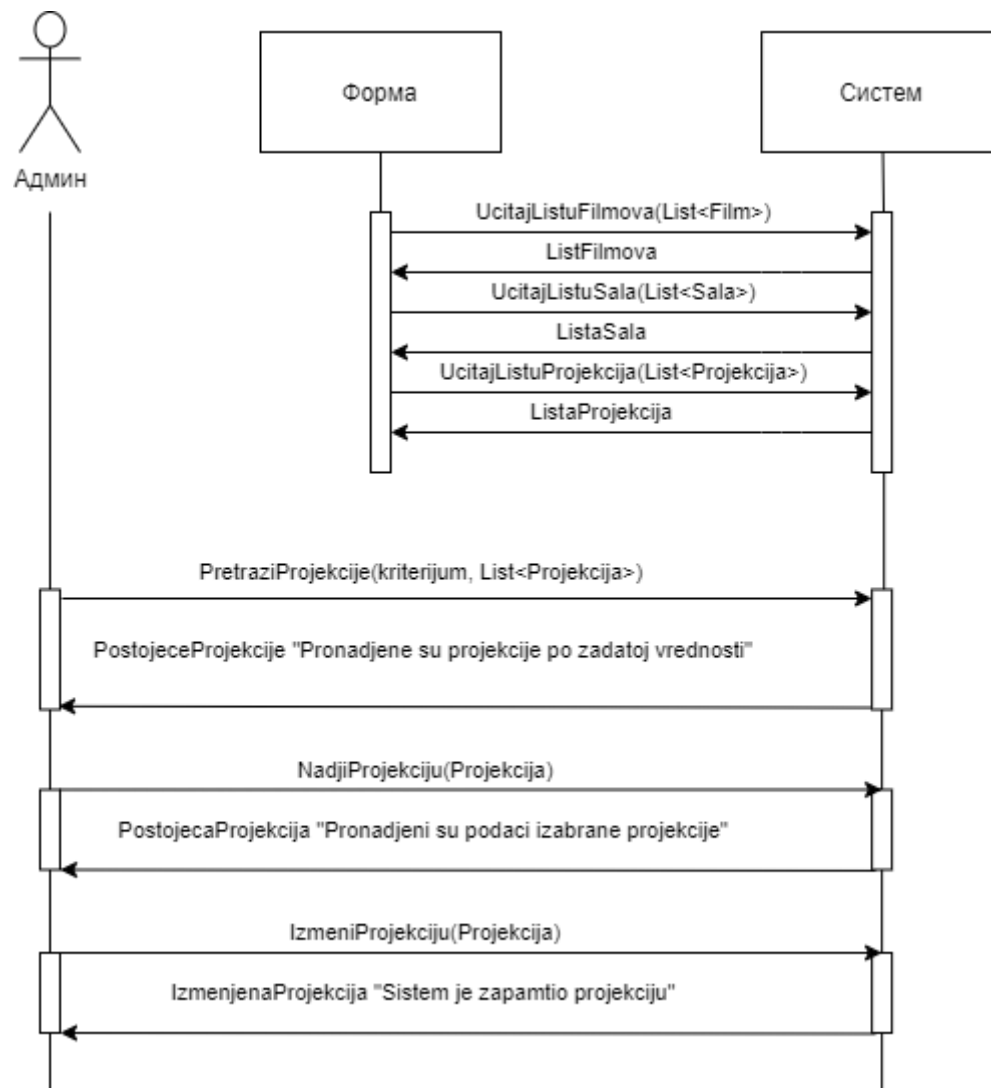 Форма
Систем
Админ
UcitajListuFilmova(List<Film>)
ListFilmova
UcitajListuSala(List<Sala>)
ListaSala
UcitajListuProjekcija(List<Projekcija>)
ListaProjekcija
PretraziProjekcije(kriterijum, List<Projekcija>)
PostojeceProjekcije "Pronadjene su projekcije po zadatoj vrednosti"
NadjiProjekciju(Projekcija)
PostojecaProjekcija "Pronadjeni su podaci izabrane projekcije"
IzmeniProjekciju(Projekcija)
IzmenjenaProjekcija "Sistem je zapamtio projekciju"